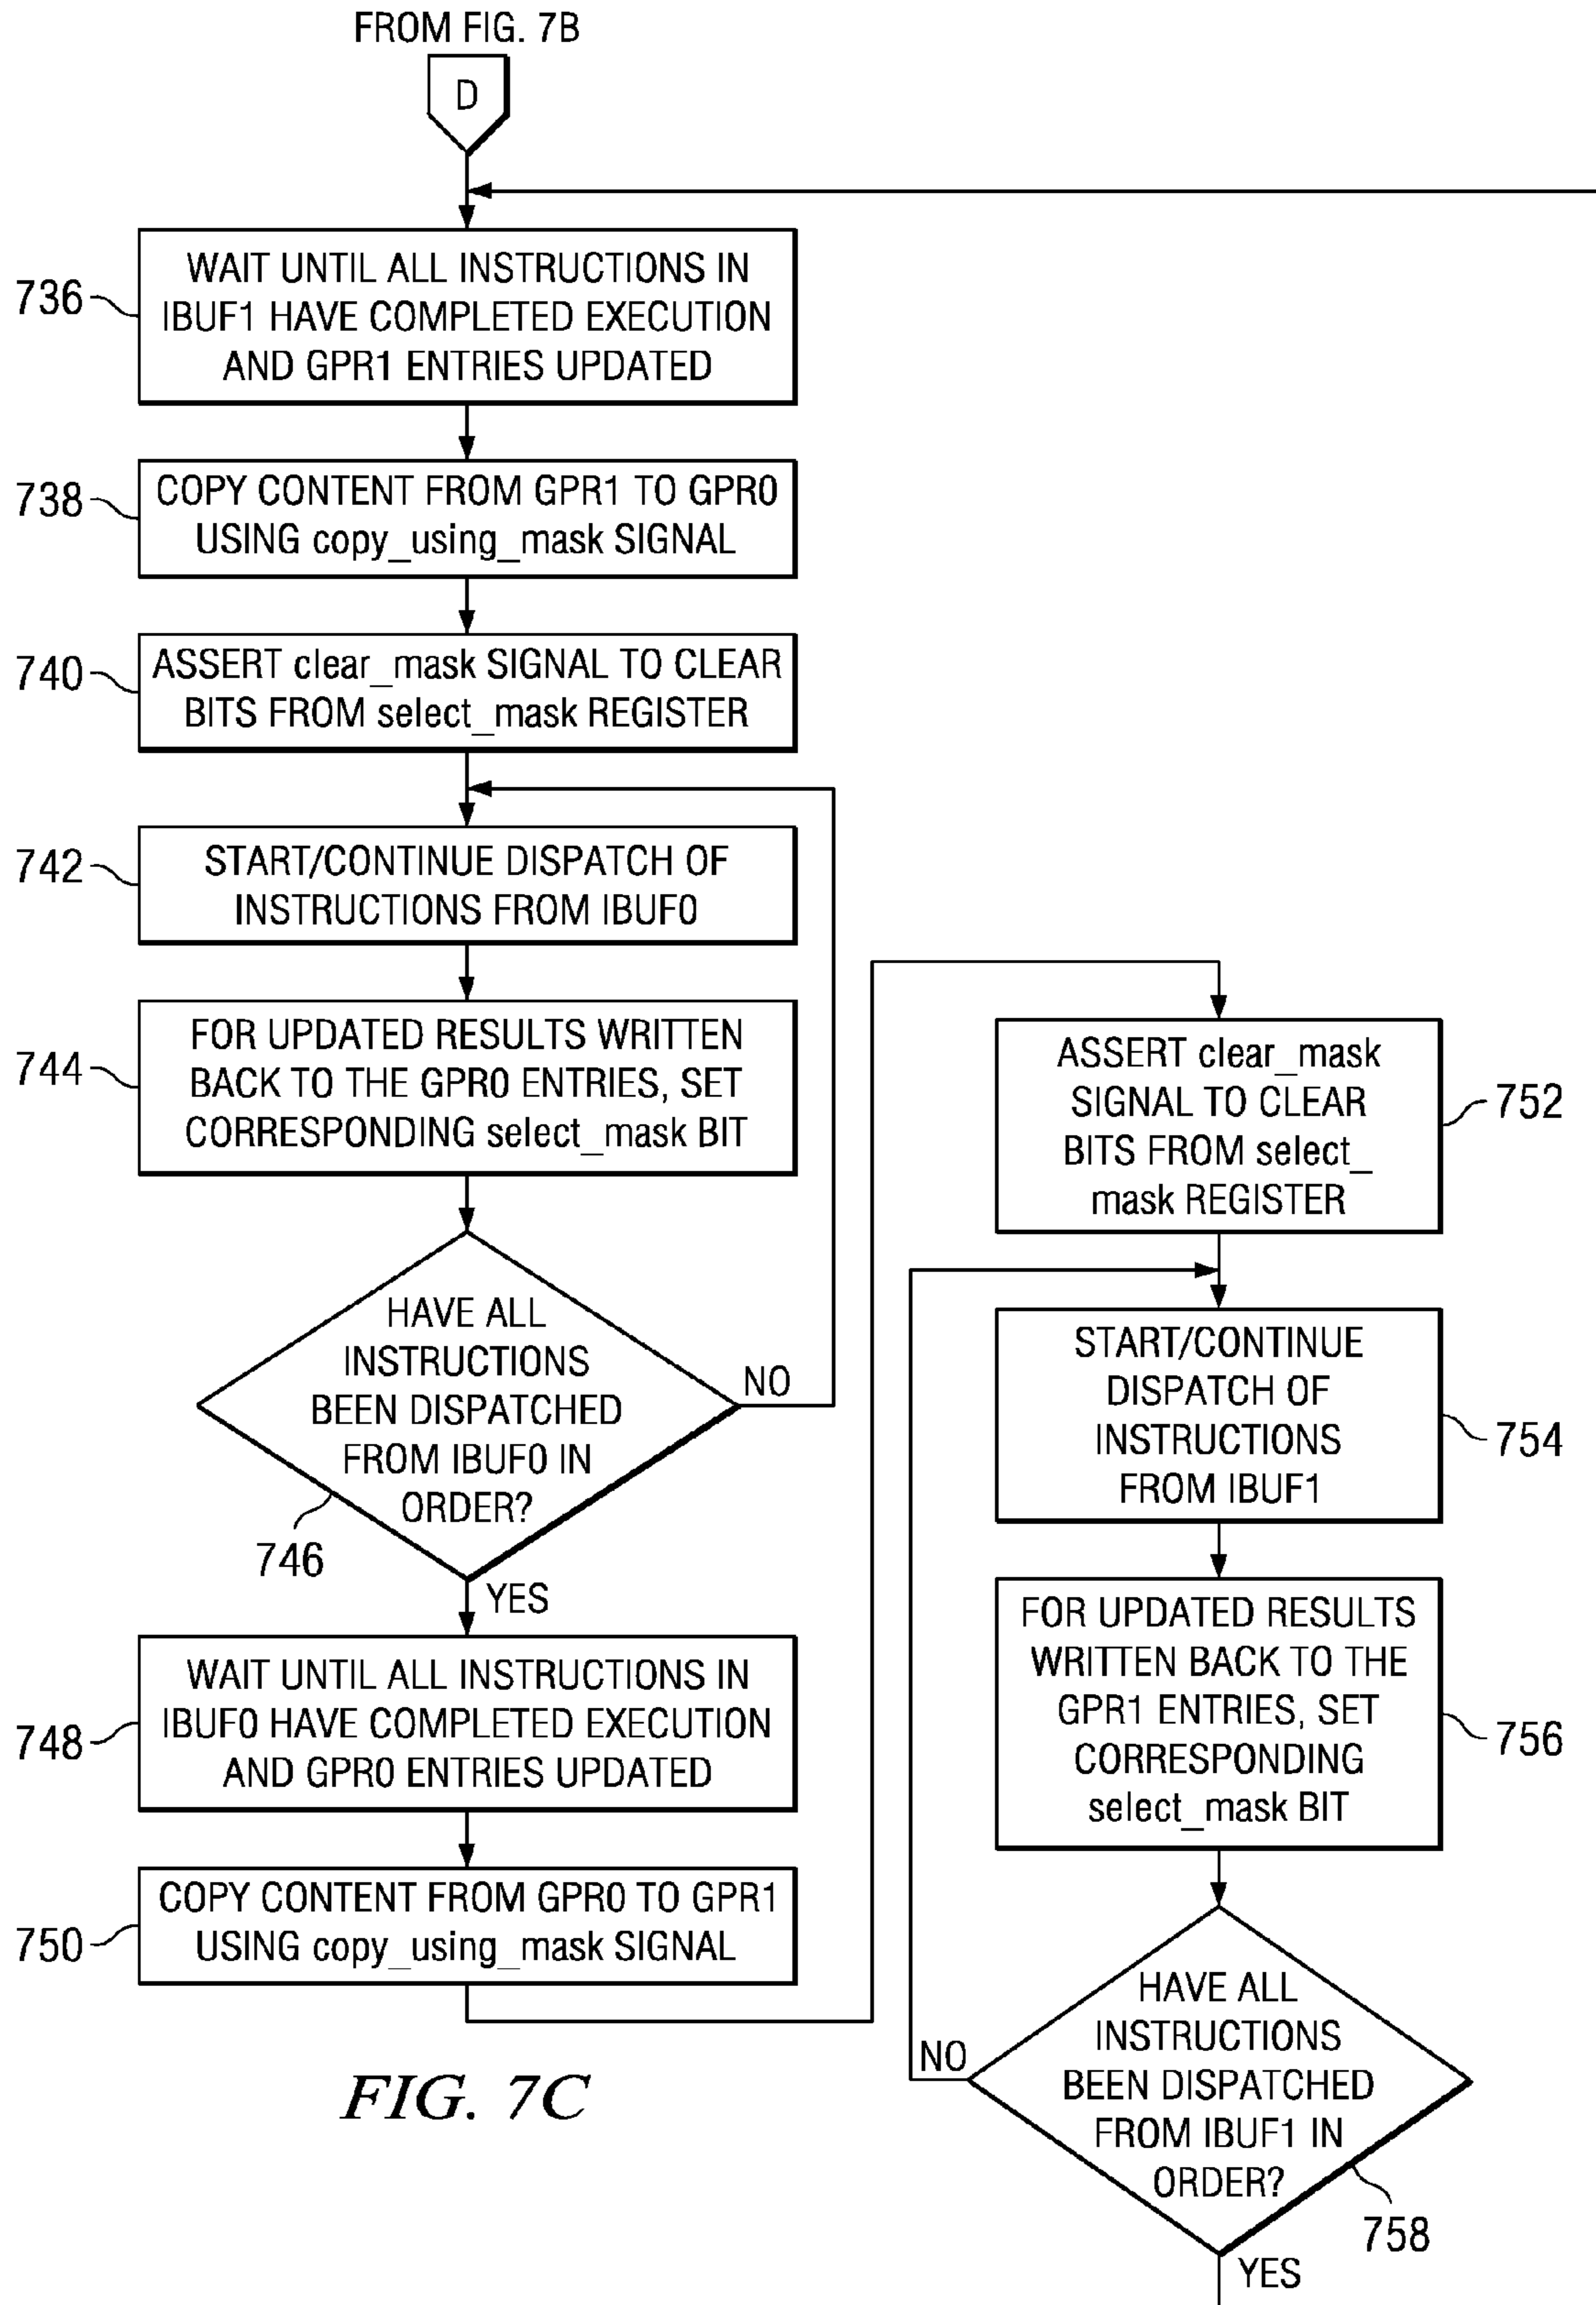 FROM FIG. 7B
D
736
WAIT UNTIL ALL INSTRUCTIONS IN
IBUF1 HAVE COMPLETED EXECUTION
AND GPR1 ENTRIES UPDATED
738
COPY CONTENT FROM GPR1 TO GPR0
USING copy_using_mask SIGNAL
740
ASSERT clear_mask SIGNAL TO CLEAR
BITS FROM select_mask REGISTER
742
START/CONTINUE DISPATCH OF
INSTRUCTIONS FROM IBUF0
744
FOR UPDATED RESULTS WRITTEN
BACK TO THE GPR0 ENTRIES, SET
CORRESPONDING select_mask BIT
HAVE ALL
INSTRUCTIONS
BEEN DISPATCHED
FROM IBUF0 IN
ORDER?
NO
746
YES
748
WAIT UNTIL ALL INSTRUCTIONS IN
IBUF0 HAVE COMPLETED EXECUTION
AND GPR0 ENTRIES UPDATED
750
COPY CONTENT FROM GPR0 TO GPR1
USING copy_using_mask SIGNAL
ASSERT clear_mask
SIGNAL TO CLEAR
BITS FROM select_
mask REGISTER
752
START/CONTINUE
DISPATCH OF
INSTRUCTIONS
FROM IBUF1
754
FOR UPDATED RESULTS
WRITTEN BACK TO THE
GPR1 ENTRIES, SET
CORRESPONDING
select_mask BIT
756
HAVE ALL
INSTRUCTIONS
BEEN DISPATCHED
FROM IBUF1 IN
ORDER?
NO
758
YES
FIG. 7C